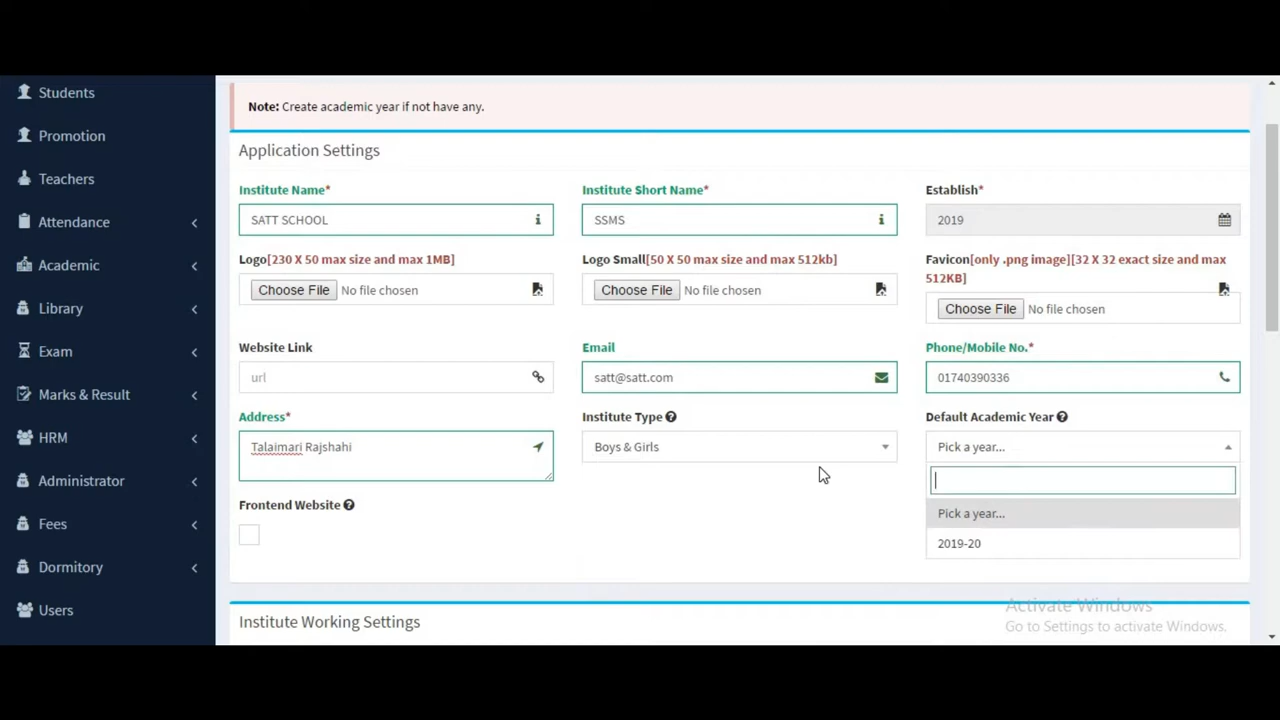 Students
Promotion
Teachers
Attendance
Academic
Library
Exam
Marks & Result
HRM
Administrator
Fees
Dormitory
Users
Note: Create academic year if not have any.
Application Settings
Institute Name*
SATT SCHOOL
Institute Short Name*
SSMS
Establish*
2019
Logo[230 X 50 max size and max 1MB]
Choose File No file chosen
Logo Small[50 X 50 max size and max 512kb]
Choose File No file chosen
Favicon[only .png image][32 X 32 exact size and max
512KB]
Choose File No file chosen
Website Link
url
Email
satt@satt.com
Phone/Mobile No.*
01740390336
Address*
Talaimari Rajshahi
Institute Type
Boys & Girls
Default Academic Year
Pick a year...
Pick a year...
2019-20
Frontend Website
Institute Working Settings
Activate Windows
Go to Settings to activate Windows.